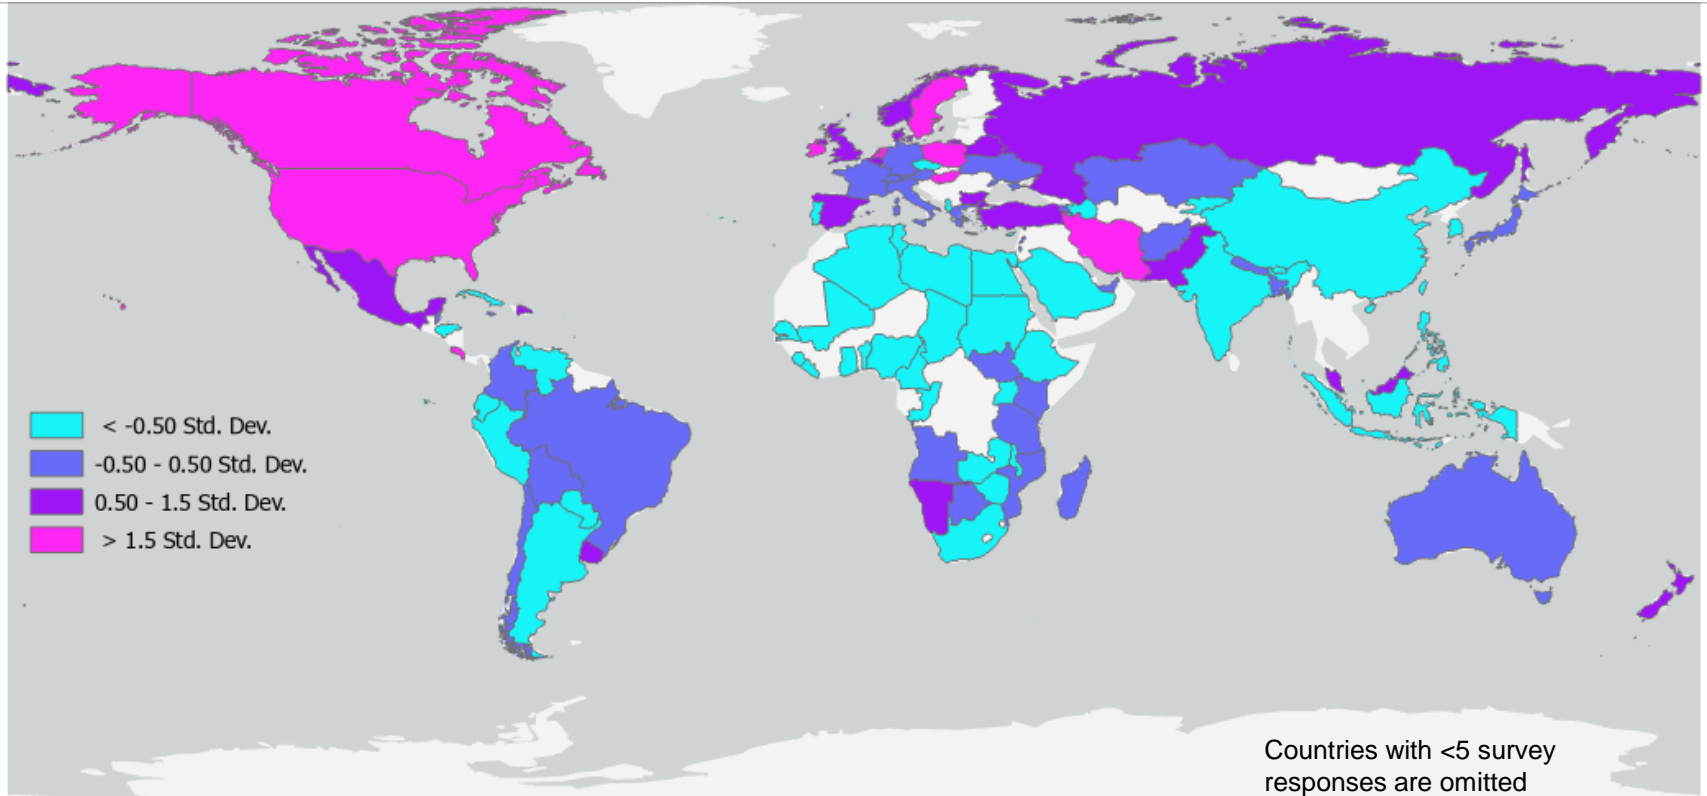 < -0.50 Std. Dev.
-0.50 - 0.50 Std. Dev.
0.50 - 1.5 Std. Dev.
> 1.5 Std. Dev.
Countries with <5 survey
responses are omitted